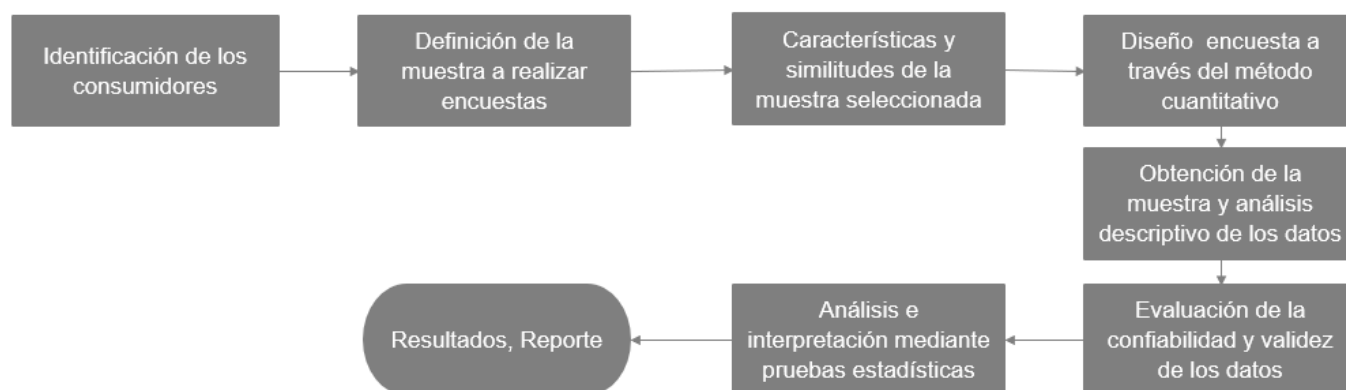 Identificación de los
consumidores
Definición de la
muestra a realizar
encuestas
Características y
similitudes de la
muestra seleccionada
Diseño  encuesta a
través del método
cuantitativo
Obtención de la
muestra y análisis
descriptivo de los datos
Evaluación de la
confiabilidad y validez
de los datos
Análisis e
interpretación mediante
pruebas estadísticas
Resultados, Reporte